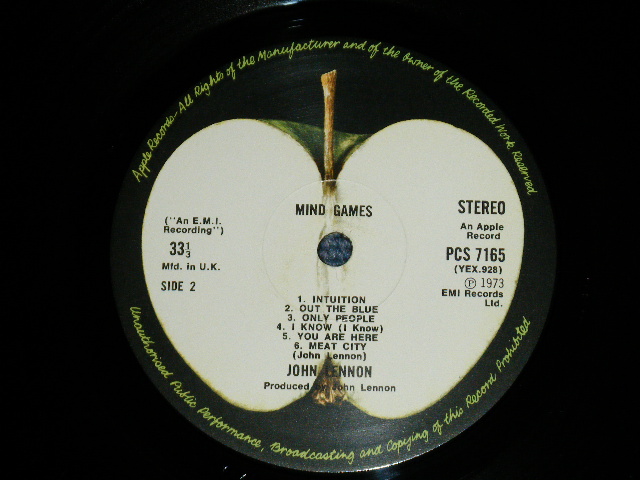 Apple Records-All Rights of the Manufacturer and of the Owner of the Recorded Work Reserved
MIND GAMES
("An E.M.I.
Recording")
33⅓
Mfd. in U.K.
SIDE 2
STEREO
An Apple
Record
PCS 7165
(YEX.928)
Ⓟ 1973
EMI Records
Ltd.
1. INTUITION
2. OUT THE BLUE
3. ONLY PEOPLE
4. I KNOW (I Know)
5. YOU ARE HERE
6. MEAT CITY
(John Lennon)
JOHN LENNON
Produced by John Lennon
Unauthorised Public Performance, Broadcasting and Copying of this Record Prohibited